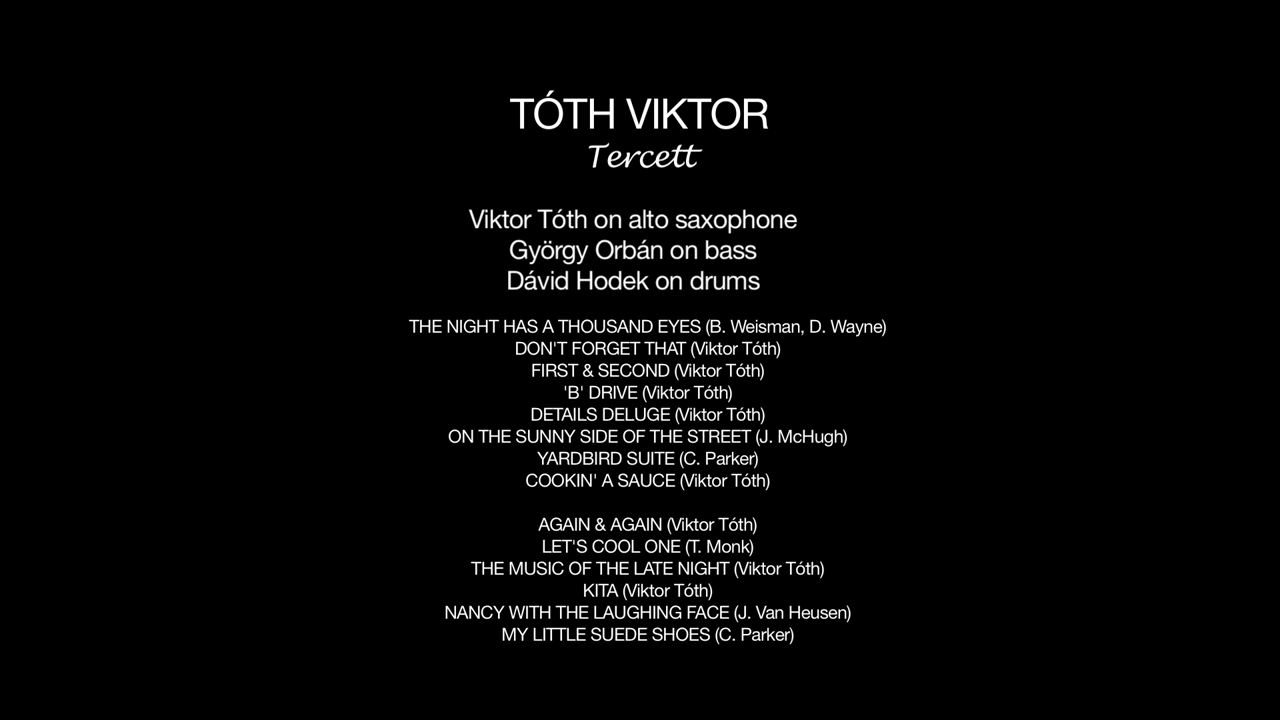 TÓTH VIKTOR
Tercett
Viktor Tóth on alto saxophone
György Orbán on bass
Dávid Hodek on drums
THE NIGHT HAS A THOUSAND EYES (B. Weisman, D. Wayne)
DON'T FORGET THAT (Viktor Tóth)
FIRST & SECOND (Viktor Tóth)
'B' DRIVE (Viktor Tóth)
DETAILS DELUGE (Viktor Tóth)
ON THE SUNNY SIDE OF THE STREET (J. McHugh)
YARDBIRD SUITE (C. Parker)
COOKIN' A SAUCE (Viktor Tóth)
AGAIN & AGAIN (Viktor Tóth)
LET'S COOL ONE (T. Monk)
THE MUSIC OF THE LATE NIGHT (Viktor Tóth)
KITA (Viktor Tóth)
NANCY WITH THE LAUGHING FACE (J. Van Heusen)
MY LITTLE SUEDE SHOES (C. Parker)